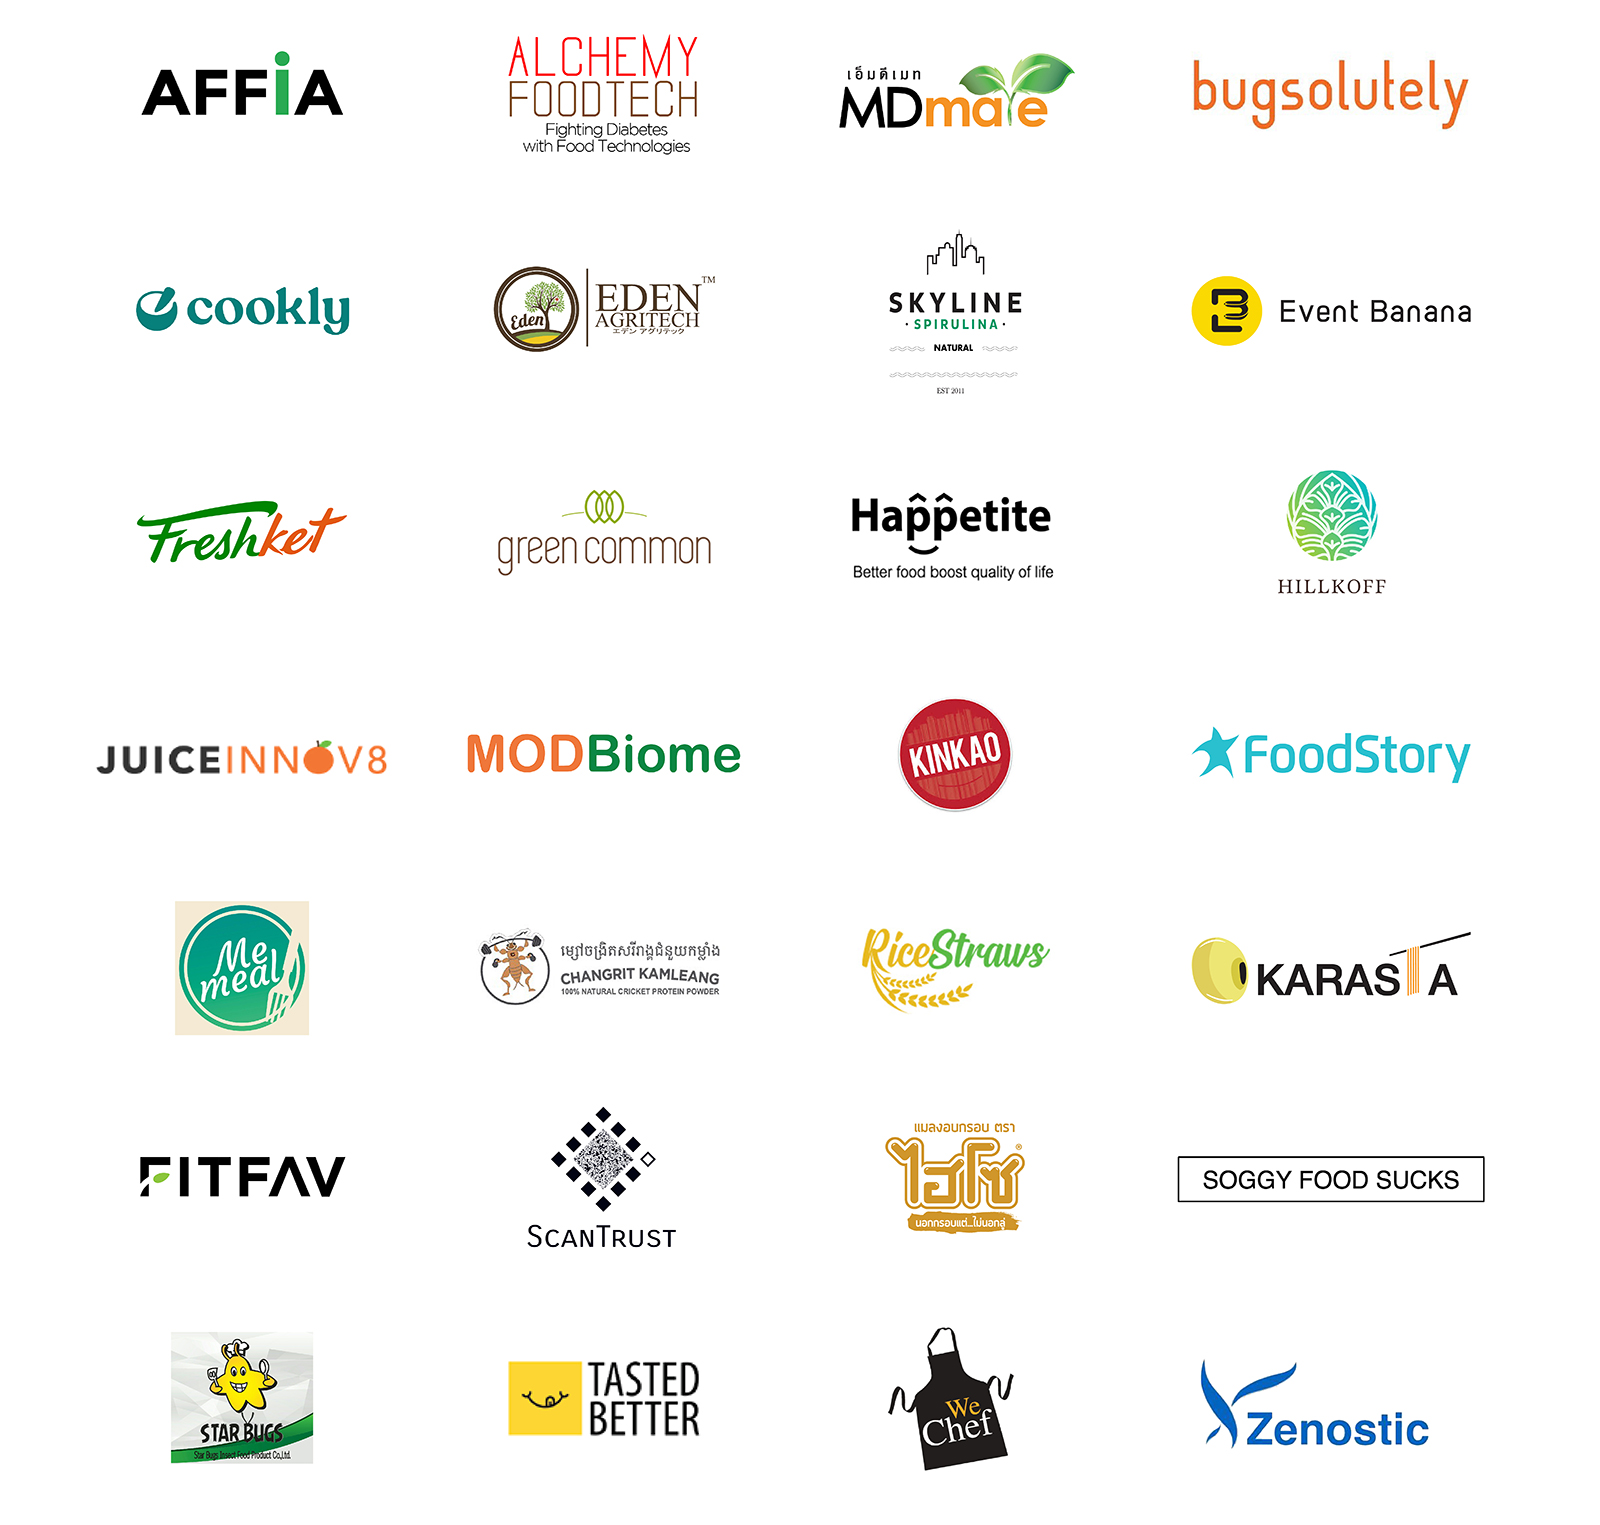 AFFiA
ALCHEMY
FOODTECH
Fighting Diabetes
with Food Technologies
เอ็มดีเมท
MDmate
bugsolutely
cookly
Eden
EDEN™
AGRITECH
エデン アグリテック
SKYLINE
· SPIRULINA ·
NATURAL
EST 2011
Event Banana
Freshket
green common
Happetite
Better food boost quality of life
HILLKOFF
JUICEINNOV8
MODBiome
KINKAO
FoodStory
Me
meal
ម្សៅចង្រិតសរីរាង្គជំនួយកម្លាំង
CHANGRIT KAMLEANG
100% NATURAL CRICKET PROTEIN POWDER
RiceStraws
KARASTA
FITFAV
SCANTRUST
แมลงอบกรอบ ตรา
ไฮโซ®
นอกกรอบแต่...ไม่นอกลู่
SOGGY FOOD SUCKS
STAR BUGS
Star Bugs Insect Food Product Co.,Ltd.
TASTED
BETTER
We
Chef
Zenostic